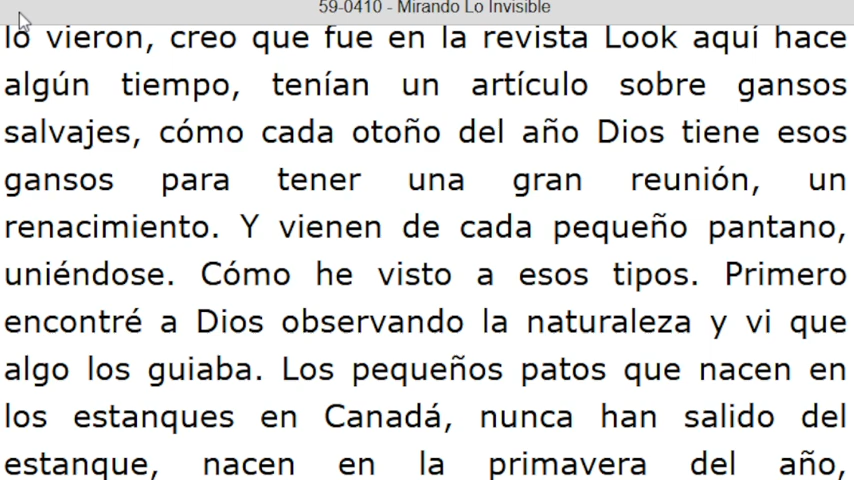 59-0410 - Mirando Lo Invisible
lo vieron, creo que fue en la revista Look aquí hace
algún tiempo, tenían un artículo sobre gansos
salvajes, cómo cada otoño del año Dios tiene esos
gansos para tener una gran reunión, un
renacimiento. Y vienen de cada pequeño pantano,
uniéndose. Cómo he visto a esos tipos. Primero
encontré a Dios observando la naturaleza y vi que
algo los guiaba. Los pequeños patos que nacen en
los estanques en Canadá, nunca han salido del
estanque, nacen en la primavera del año,